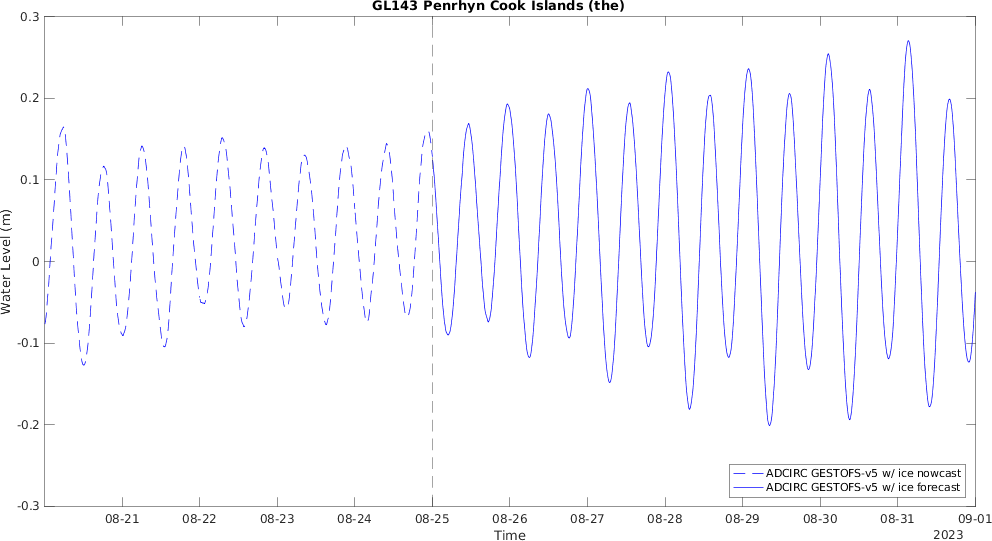 GL143 Penrhyn Cook Islands (the)
0.3
0.2
0.1
0
-0.1
-0.2
-0.3
Water Level (m)
ADCIRC GESTOFS-v5 w/ ice nowcast
ADCIRC GESTOFS-v5 w/ ice forecast
08-21 08-22 08-23 08-24 08-25 08-26 08-27 08-28 08-29 08-30 08-31 09-01
Time
2023